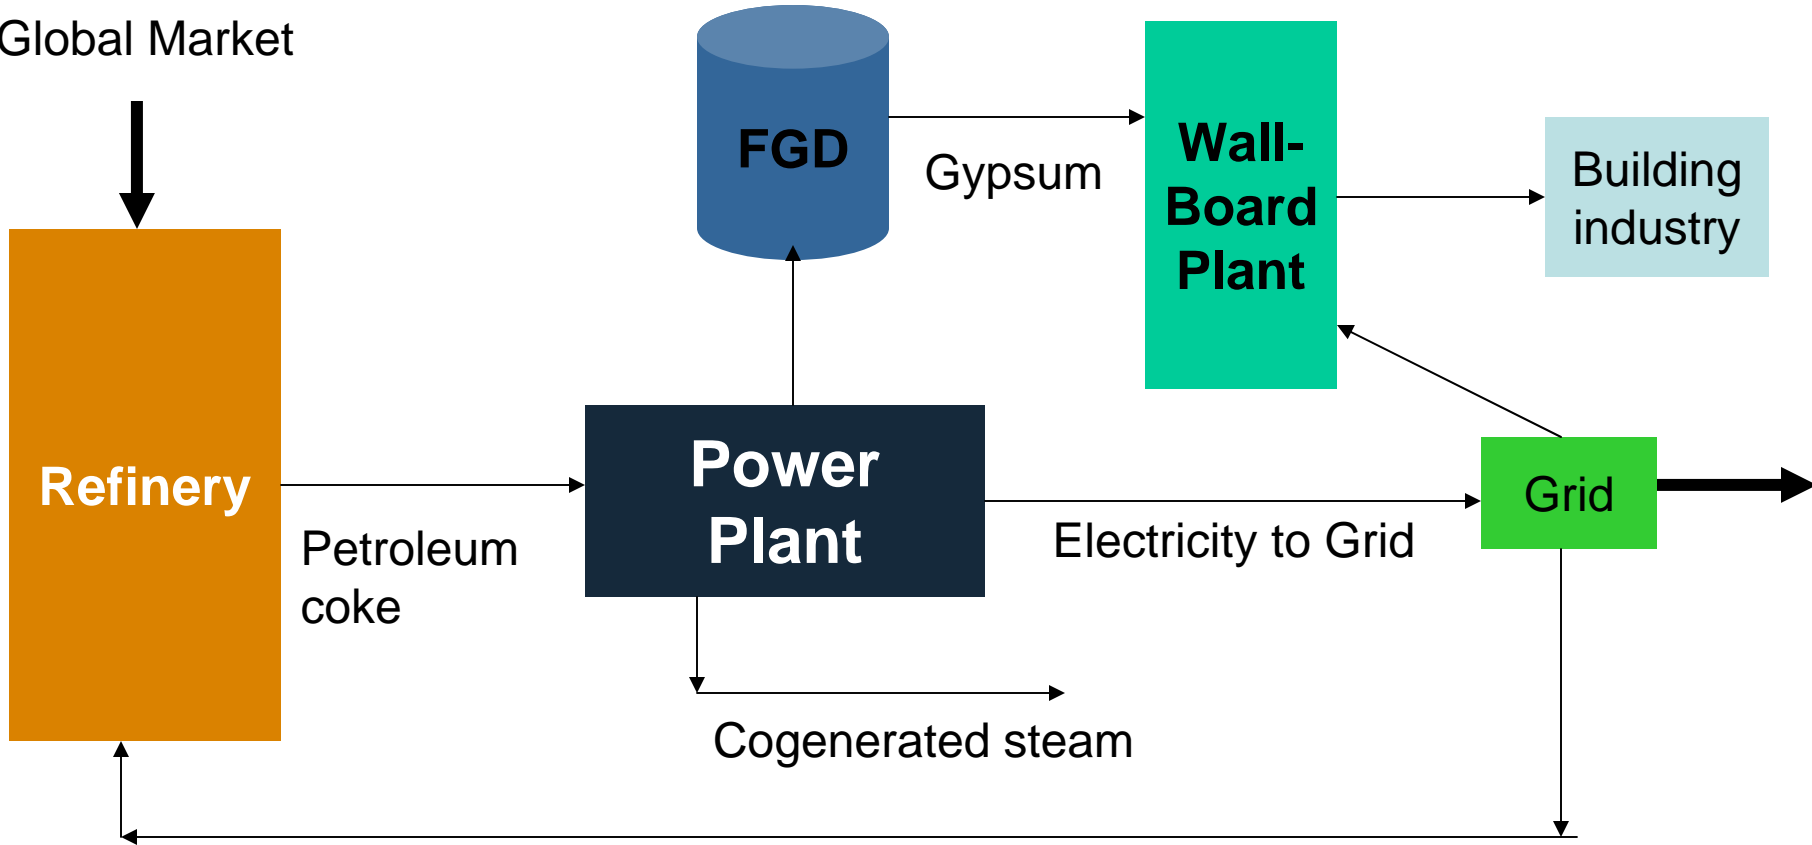 Global Market
FGD
Gypsum
Wall-
Board
Plant
Building
industry
Refinery
Petroleum
coke
Power
Plant
Electricity to Grid
Grid
Cogenerated steam